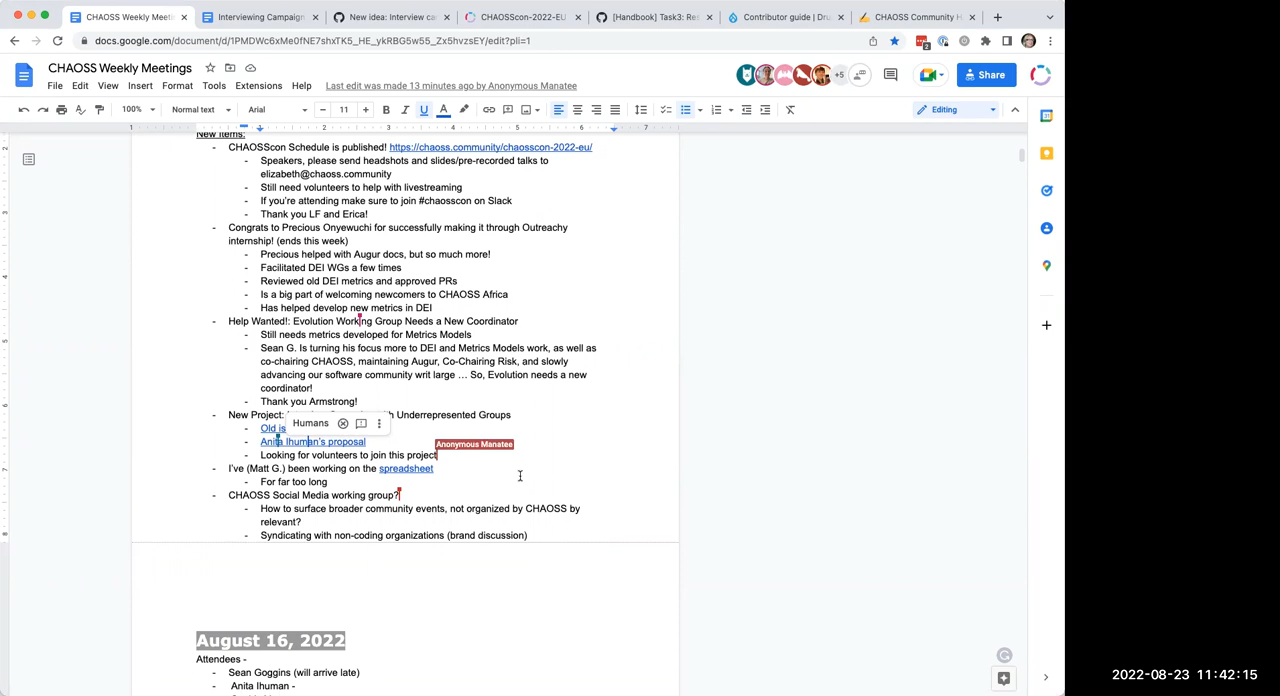 CHAOSS Weekly Meeti
Interviewing Campaign
New idea: Interview ca
CHAOSScon-2022-EU
[Handbook] Task3: Re
Contributor guide | Dru
CHAOSS Community H
docs.google.com/document/d/1PMDWc6xMe0fNE7shxTK5_HE_ykRBG5w55_Zx5hvzsEY/edit?pli=1
2
CHAOSS Weekly Meetings
File Edit View Insert Format Tools Extensions Help
Last edit was made 13 minutes ago by Anonymous Manatee
+5
Share
100%
Normal text
Arial
11
Editing
1 2 3 4 5 6 7
New items:
- CHAOSScon Schedule is published! https://chaoss.community/chaosscon-2022-eu/
- Speakers, please send headshots and slides/pre-recorded talks to
elizabeth@chaoss.community
- Still need volunteers to help with livestreaming
- If you're attending make sure to join #chaosscon on Slack
- Thank you LF and Erica!
- Congrats to Precious Onyewuchi for successfully making it through Outreachy
internship! (ends this week)
- Precious helped with Augur docs, but so much more!
- Facilitated DEI WGs a few times
- Reviewed old DEI metrics and approved PRs
- Is a big part of welcoming newcomers to CHAOSS Africa
- Has helped develop new metrics in DEI
- Help Wanted!: Evolution Working Group Needs a New Coordinator
- Still needs metrics developed for Metrics Models
- Sean G. Is turning his focus more to DEI and Metrics Models work, as well as
co-chairing CHAOSS, maintaining Augur, Co-Chairing Risk, and slowly
advancing our software community writ large … So, Evolution needs a new
coordinator!
- Thank you Armstrong!
- New Project: Underrepresented Groups
Humans
- Old is
- Anita Ihuman's proposal
Anonymous Manatee
- Looking for volunteers to join this project
- I've (Matt G.) been working on the spreadsheet
- For far too long
- CHAOSS Social Media working group?
- How to surface broader community events, not organized by CHAOSS by
relevant?
- Syndicating with non-coding organizations (brand discussion)
August 16, 2022
Attendees -
- Sean Goggins (will arrive late)
- Anita Ihuman -
2022-08-23 11:42:15